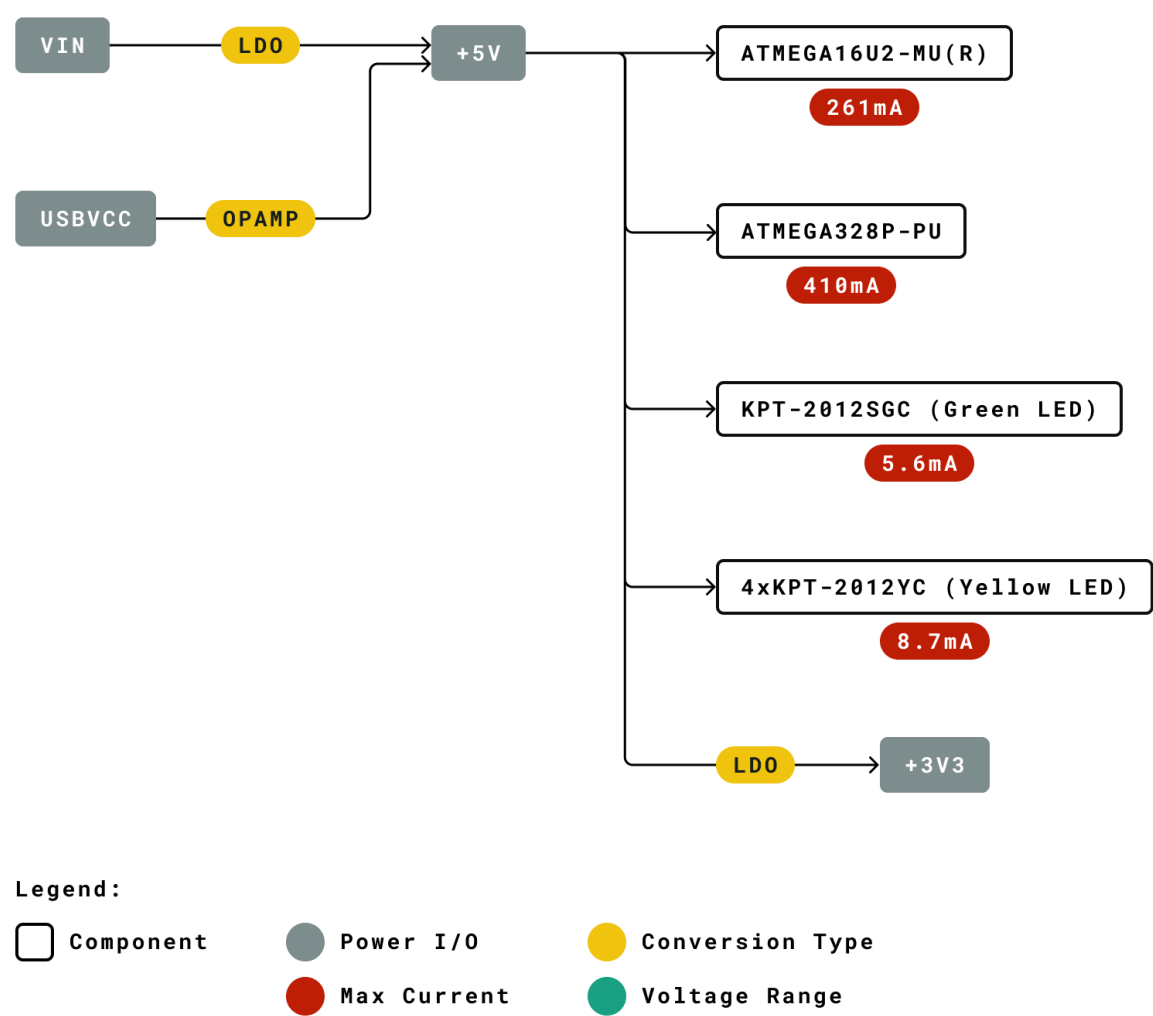 VIN
LDO
+5V
ATMEGA16U2-MU(R)
261mA
USBVCC
OPAMP
ATMEGA328P-PU
410mA
KPT-2012SGC (Green LED)
5.6mA
4xKPT-2012YC (Yellow LED)
8.7mA
LDO
+3V3
Legend:
Component
Power I/O
Conversion Type
Max Current
Voltage Range